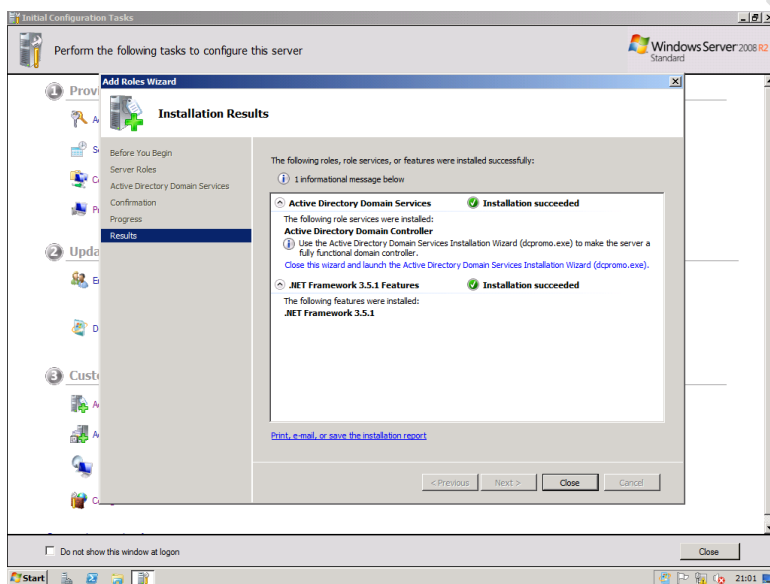 Initial Configuration Tasks
Perform the following tasks to configure this server
Windows Server 2008 R2
Standard
1
2
3
Add Roles Wizard
Installation Results
Before You Begin
Server Roles
Active Directory Domain Services
Confirmation
Progress
Results
The following roles, role services, or features were installed successfully:
1 informational message below
Active Directory Domain Services
Installation succeeded
The following role services were installed:
Active Directory Domain Controller
Use the Active Directory Domain Services Installation Wizard (dcpromo.exe) to make the server a
fully functional domain controller.
Close this wizard and launch the Active Directory Domain Services Installation Wizard (dcpromo.exe).
.NET Framework 3.5.1 Features
Installation succeeded
The following features were installed:
.NET Framework 3.5.1
Print, e-mail, or save the installation report
< Previous
Next >
Close
Cancel
Do not show this window at logon
Close
Start
21:01